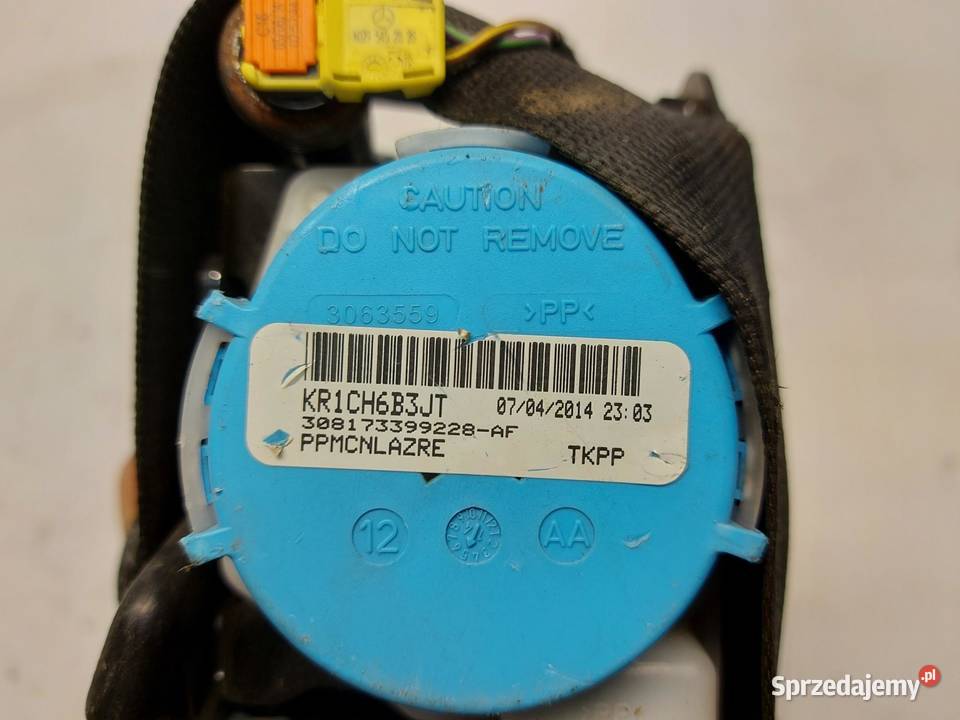 CAUTION
DO NOT REMOVE
3063559 >PP<
KR1CH6B3JT 07/04/2014 23:03
308173399228-AF
PPMCNLAZRE TKPP
12 AA
Sprzedajemy.pl